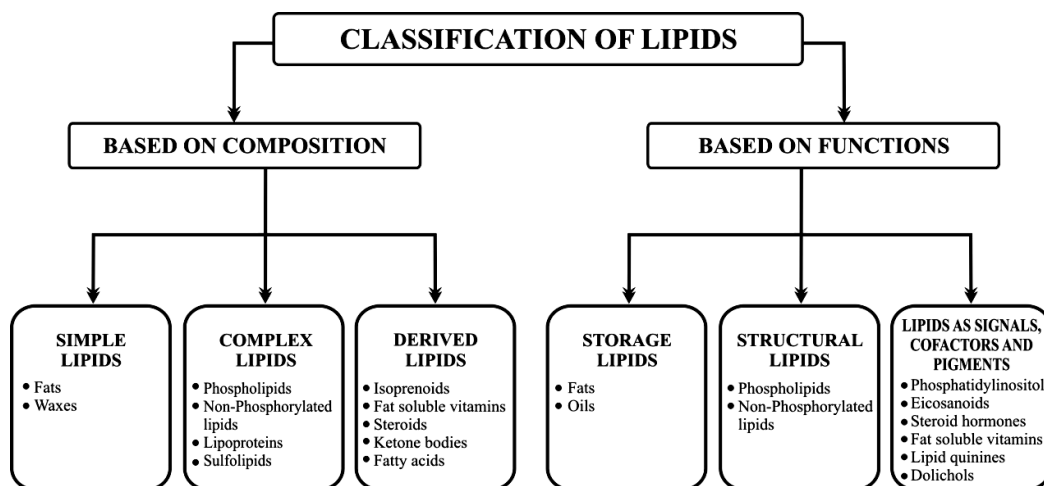 CLASSIFICATION OF LIPIDS
BASED ON COMPOSITION
BASED ON FUNCTIONS
SIMPLE
LIPIDS
• Fats
• Waxes
COMPLEX
LIPIDS
• Phospholipids
• Non-Phosphorylated
lipids
• Lipoproteins
• Sulfolipids
DERIVED
LIPIDS
• Isoprenoids
• Fat soluble vitamins
• Steroids
• Ketone bodies
• Fatty acids
STORAGE
LIPIDS
• Fats
• Oils
STRUCTURAL
LIPIDS
• Phospholipids
• Non-Phosphorylated
lipids
LIPIDS AS SIGNALS,
COFACTORS AND
PIGMENTS
• Phosphatidylinositol
• Eicosanoids
• Steroid hormones
• Fat soluble vitamins
• Lipid quinines
• Dolichols